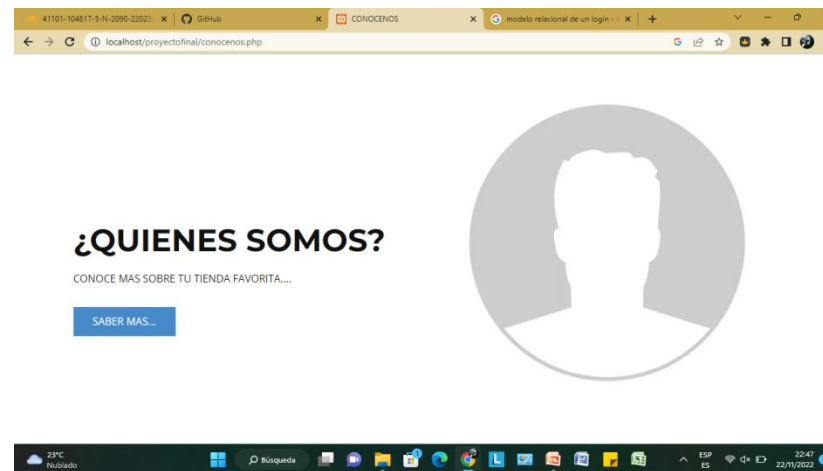 41101-104617-5-N-2090-22023
GitHub
CONOCENOS
modelo relacional de un login -
localhost/proyectofinal/conocenos.php
¿QUIENES SOMOS?
CONOCE MAS SOBRE TU TIENDA FAVORITA....
SABER MAS...
23°C
Nublado
Búsqueda
ESP
ES
22:47
22/11/2022